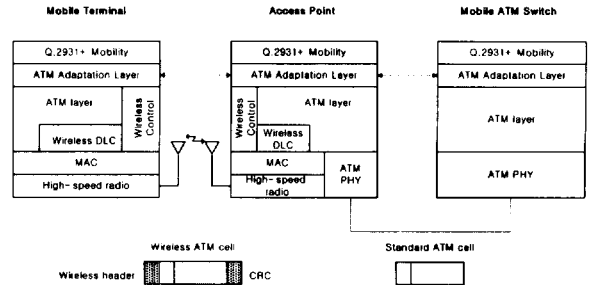 Mobile Terminal
Access Point
Mobile ATM Switch
Q.2931+ Mobility
Q.2931+ Mobility
Q.2931+ Mobility
ATM Adaptation Layer
ATM Adaptation Layer
ATM Adaptation Layer
ATM layer
Wireless Control
Wireless DLC
Wireless Control
ATM layer
Wireless
DLC
ATM layer
MAC
MAC
ATM
PHY
ATM PHY
High- speed radio
High-speed
radio
Wireless ATM cell
Standard ATM cell
Wireless header
CRC